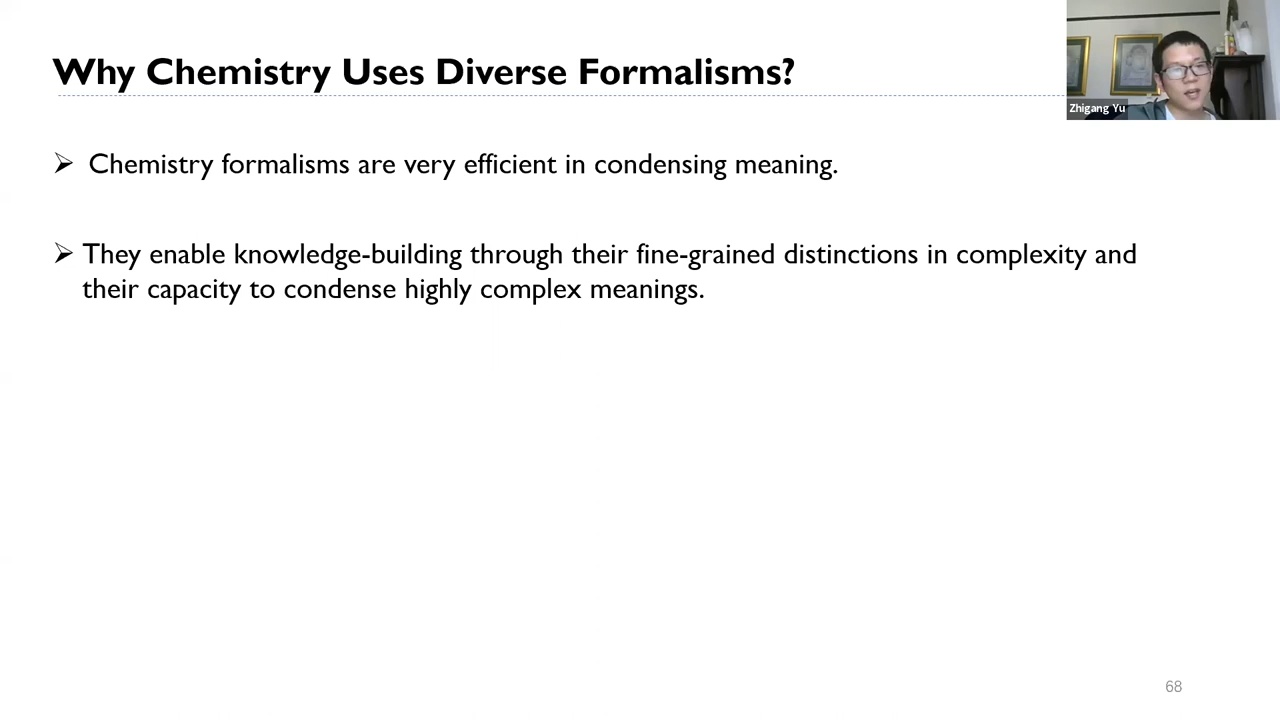 Why Chemistry Uses Diverse Formalisms?
Zhigang Yu
➢ Chemistry formalisms are very efficient in condensing meaning.
➢ They enable knowledge-building through their fine-grained distinctions in complexity and
their capacity to condense highly complex meanings.
68